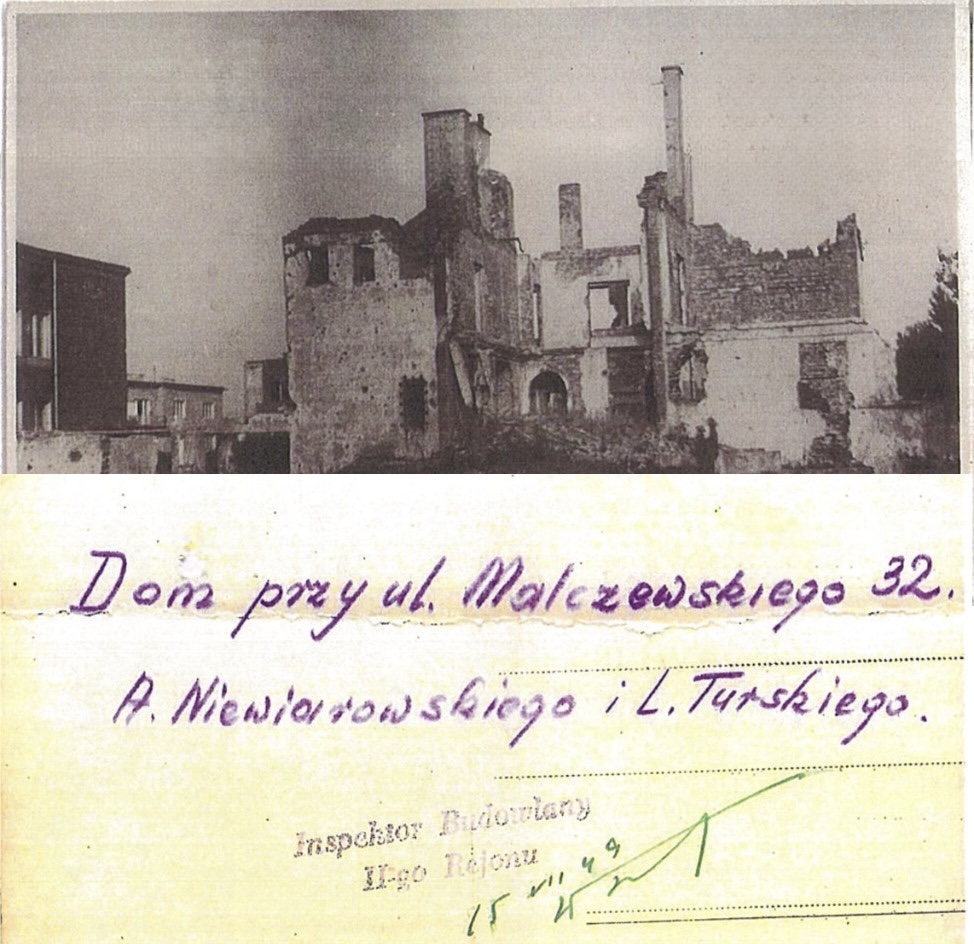 Dom przy ul. Malczewskiego 32.
A. Niewiarowskiego i L. Turskiego.
Inspektor Budowlany
II-go Rejonu
15 VII 49